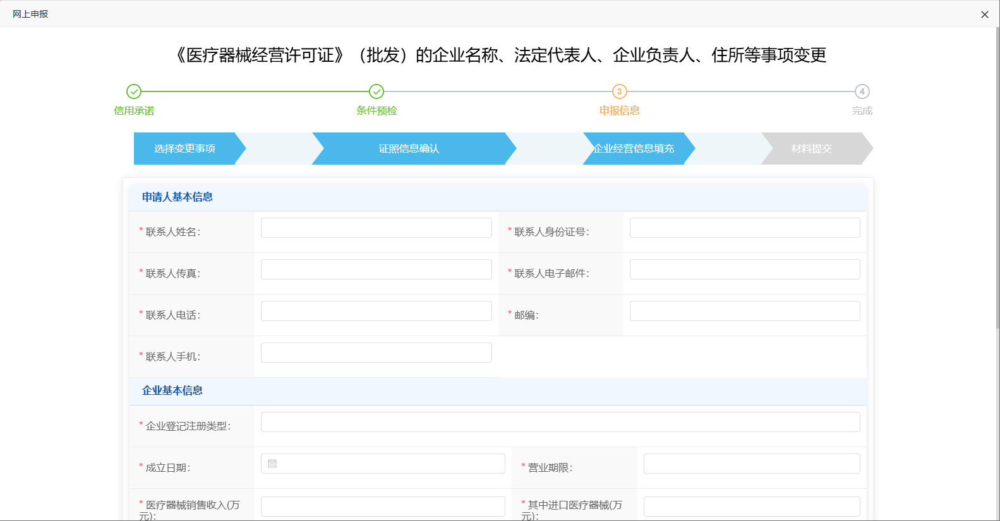 网上申报
《医疗器械经营许可证》（批发）的企业名称、法定代表人、企业负责人、住所等事项变更
3
4
信用承诺
条件预检
申报信息
完成
选择变更事项
证照信息确认
企业经营信息填充
材料提交
申请人基本信息
* 联系人姓名：
* 联系人身份证号：
* 联系人传真：
* 联系人电子邮件：
* 联系人电话：
* 邮编：
* 联系人手机：
企业基本信息
* 企业登记注册类型：
* 成立日期：
* 营业期限：
* 医疗器械销售收入(万
元)：
* 其中进口医疗器械(万
元)：